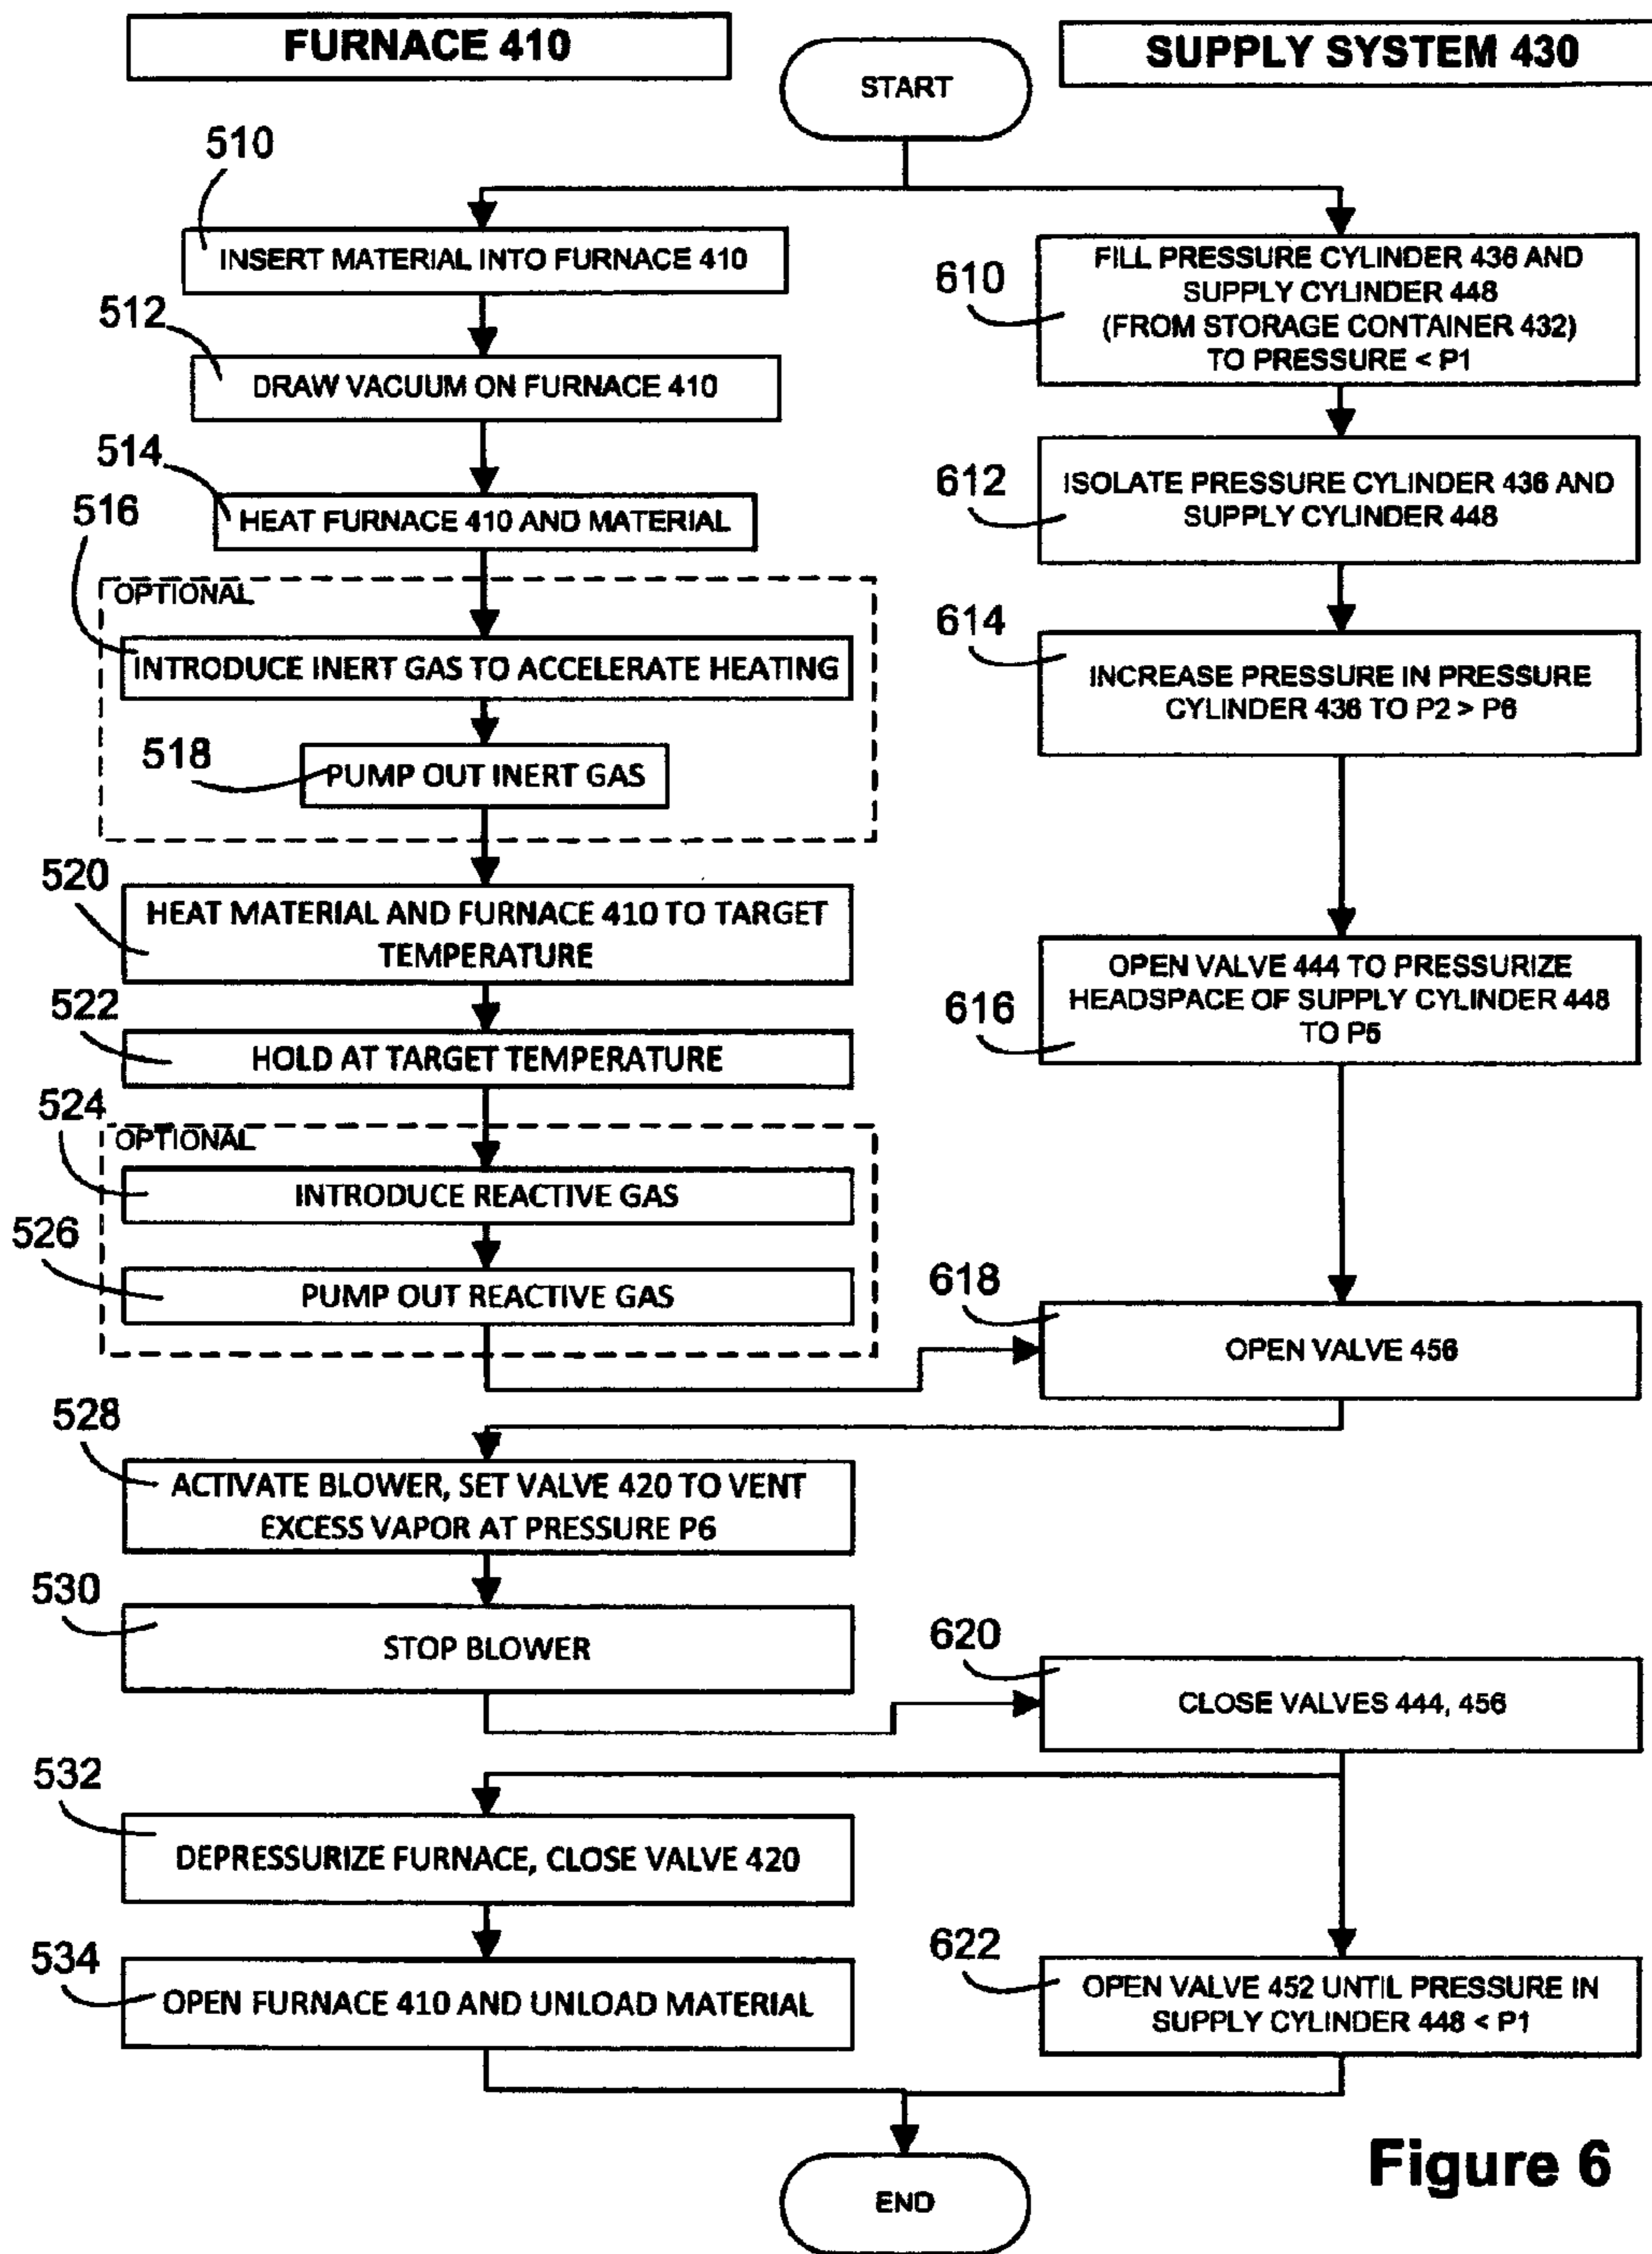 FURNACE 410
START
SUPPLY SYSTEM 430
510
INSERT MATERIAL INTO FURNACE 410
512
DRAW VACUUM ON FURNACE 410
514
HEAT FURNACE 410 AND MATERIAL
516
OPTIONAL
INTRODUCE INERT GAS TO ACCELERATE HEATING
518
PUMP OUT INERT GAS
520
HEAT MATERIAL AND FURNACE 410 TO TARGET
TEMPERATURE
522
HOLD AT TARGET TEMPERATURE
524
OPTIONAL
INTRODUCE REACTIVE GAS
526
PUMP OUT REACTIVE GAS
610
FILL PRESSURE CYLINDER 436 AND
SUPPLY CYLINDER 448
(FROM STORAGE CONTAINER 432)
TO PRESSURE < P1
612
ISOLATE PRESSURE CYLINDER 436 AND
SUPPLY CYLINDER 448
614
INCREASE PRESSURE IN PRESSURE
CYLINDER 436 TO P2 > P6
616
OPEN VALVE 444 TO PRESSURIZE
HEADSPACE OF SUPPLY CYLINDER 448
TO P5
618
OPEN VALVE 456
528
ACTIVATE BLOWER, SET VALVE 420 TO VENT
EXCESS VAPOR AT PRESSURE P6
530
STOP BLOWER
620
CLOSE VALVES 444, 456
532
DEPRESSURIZE FURNACE, CLOSE VALVE 420
534
OPEN FURNACE 410 AND UNLOAD MATERIAL
622
OPEN VALVE 452 UNTIL PRESSURE IN
SUPPLY CYLINDER 448 < P1
END
Figure 6